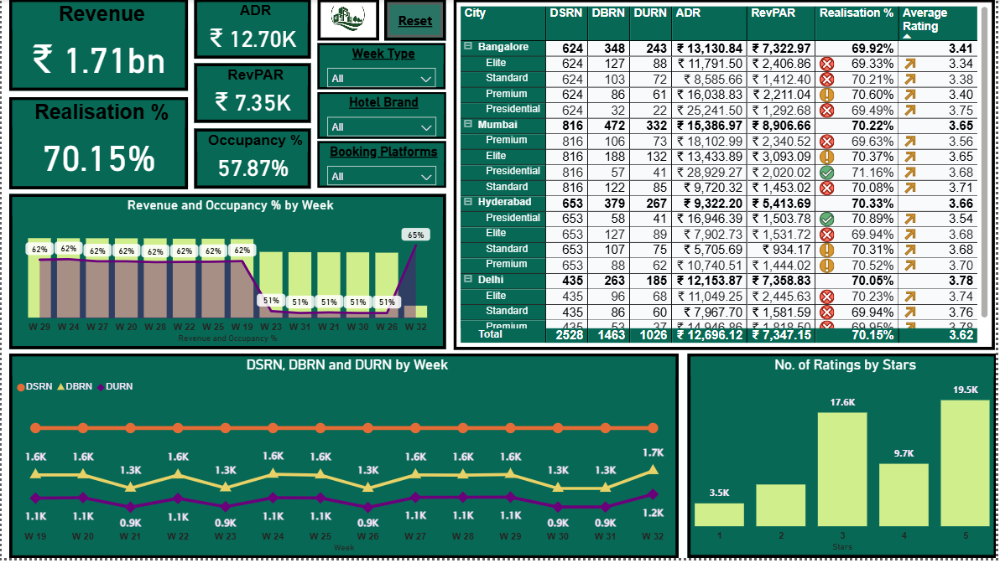 Revenue
₹ 1.71bn
ADR
₹ 12.70K
Reset
Realisation %
70.15%
RevPAR
₹ 7.35K
Occupancy %
57.87%
Week Type
All
Hotel Brand
All
Booking Platforms
All
City DSRN DBRN DURN ADR RevPAR Realisation % Average Rating
Bangalore 624 348 243 ₹ 13,130.84 ₹ 7,322.97 69.92% 3.41
Elite 624 127 88 ₹ 11,791.50 ₹ 2,406.86 69.33% 3.34
Standard 624 103 72 ₹ 8,585.66 ₹ 1,412.40 70.21% 3.38
Premium 624 86 61 ₹ 16,038.83 ₹ 2,211.04 70.60% 3.40
Presidential 624 32 22 ₹ 25,241.50 ₹ 1,292.68 69.49% 3.75
Mumbai 816 472 332 ₹ 15,386.97 ₹ 8,906.66 70.22% 3.65
Premium 816 106 73 ₹ 18,102.99 ₹ 2,340.52 69.63% 3.56
Elite 816 188 132 ₹ 13,433.89 ₹ 3,093.09 70.37% 3.65
Presidential 816 57 41 ₹ 28,929.27 ₹ 2,020.02 71.16% 3.68
Standard 816 122 85 ₹ 9,720.32 ₹ 1,453.02 70.08% 3.71
Hyderabad 653 379 267 ₹ 9,322.20 ₹ 5,413.69 70.33% 3.66
Presidential 653 58 41 ₹ 16,946.39 ₹ 1,503.78 70.89% 3.54
Elite 653 127 89 ₹ 7,902.73 ₹ 1,531.72 69.94% 3.68
Standard 653 107 75 ₹ 5,705.69 ₹ 934.17 70.31% 3.68
Premium 653 88 62 ₹ 10,740.51 ₹ 1,444.02 70.52% 3.70
Delhi 435 263 185 ₹ 12,153.87 ₹ 7,358.83 70.05% 3.78
Elite 435 96 68 ₹ 11,049.25 ₹ 2,445.63 70.23% 3.74
Standard 435 86 60 ₹ 7,967.70 ₹ 1,581.59 69.94% 3.76
Premium 435 53 37 ₹ 14,946.86 ₹ 1,818.50 69.95% 3.78
Total 2528 1463 1026 ₹ 12,696.12 ₹ 7,347.15 70.15% 3.62
Revenue and Occupancy % by Week
62% 62% 62% 62% 62% 62% 62% 62% 51% 51% 51% 51% 51% 65%
W 29 W 24 W 27 W 20 W 28 W 22 W 25 W 19 W 23 W 31 W 21 W 30 W 26 W 32
Revenue and Occupancy %
DSRN, DBRN and DURN by Week
DSRN DBRN DURN
1.6K 1.6K 1.3K 1.6K 1.3K 1.6K 1.6K 1.3K 1.6K 1.6K 1.6K 1.3K 1.3K 1.7K
1.1K 1.1K 0.9K 1.1K 0.9K 1.1K 1.1K 0.9K 1.1K 1.1K 1.1K 0.9K 0.9K 1.2K
W 19 W 20 W 21 W 22 W 23 W 24 W 25 W 26 W 27 W 28 W 29 W 30 W 31 W 32
Week
No. of Ratings by Stars
3.5K 17.6K 9.7K 19.5K
1 2 3 4 5
Stars